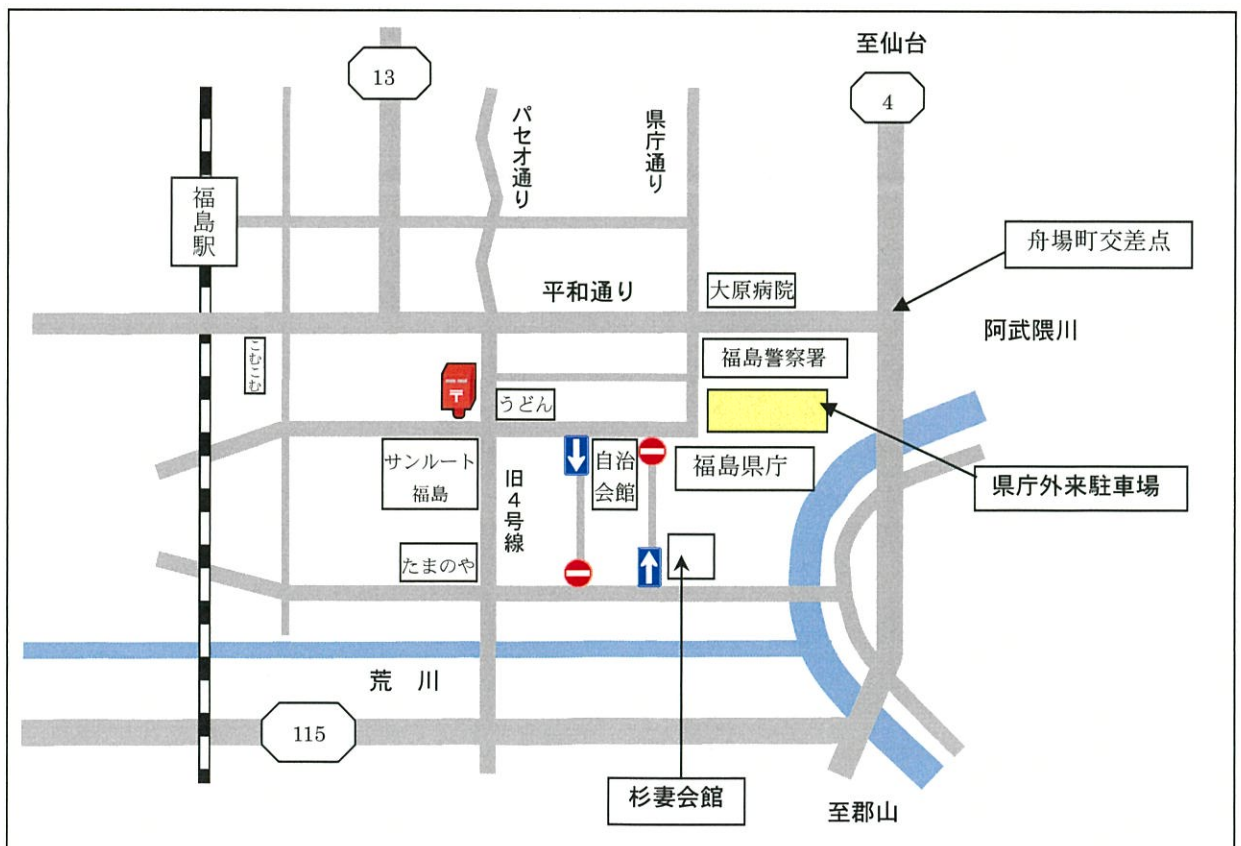 至仙台
13
4
パセオ通り
県庁通り
福島駅
舟場町交差点
平和通り
大原病院
阿武隈川
こむこむ
福島警察署
〒
うどん
サンルート
福島
自治
会館
福島県庁
旧4号線
県庁外来駐車場
たまのや
荒 川
115
杉妻会館
至郡山